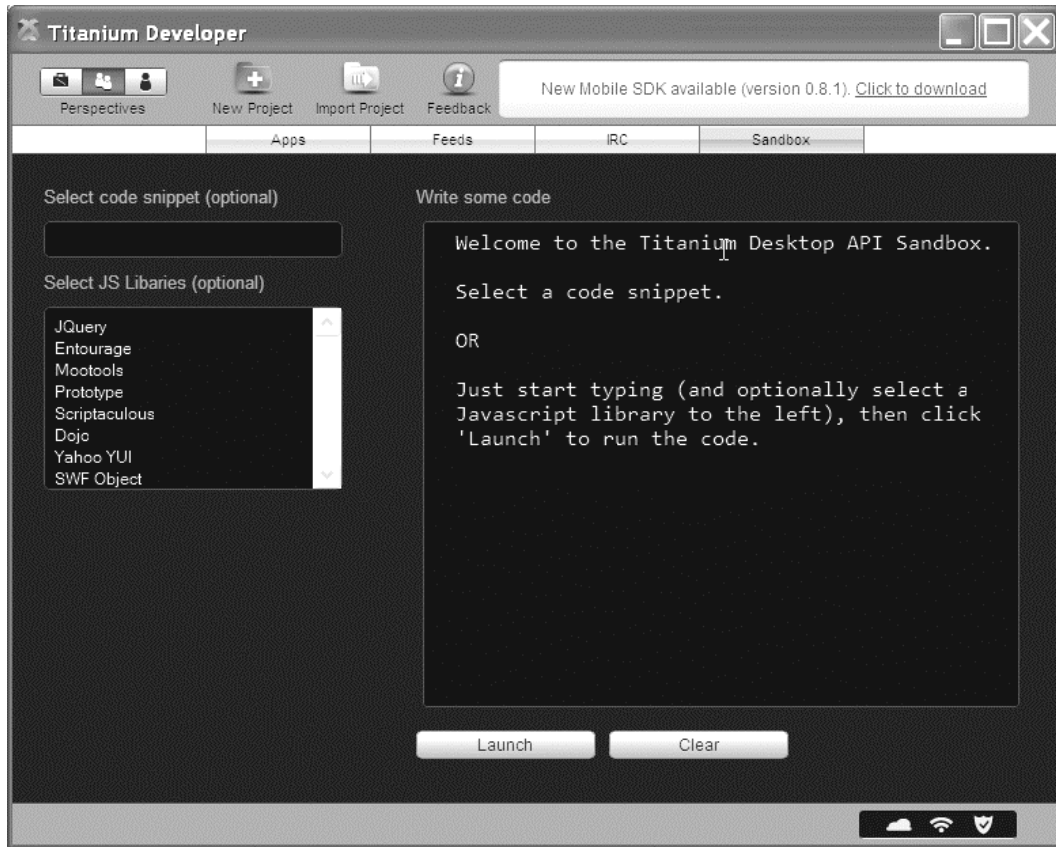 Titanium Developer
Perspectives
New Project
Import Project
Feedback
New Mobile SDK available (version 0.8.1). Click to download
Apps
Feeds
IRC
Sandbox
Select code snippet (optional)
Select JS Libaries (optional)
JQuery
Entourage
Mootools
Prototype
Scriptaculous
Dojo
Yahoo YUI
SWF Object
Write some code
Welcome to the Titanium Desktop API Sandbox.
Select a code snippet.
OR
Just start typing (and optionally select a
Javascript library to the left), then click
'Launch' to run the code.
Launch
Clear